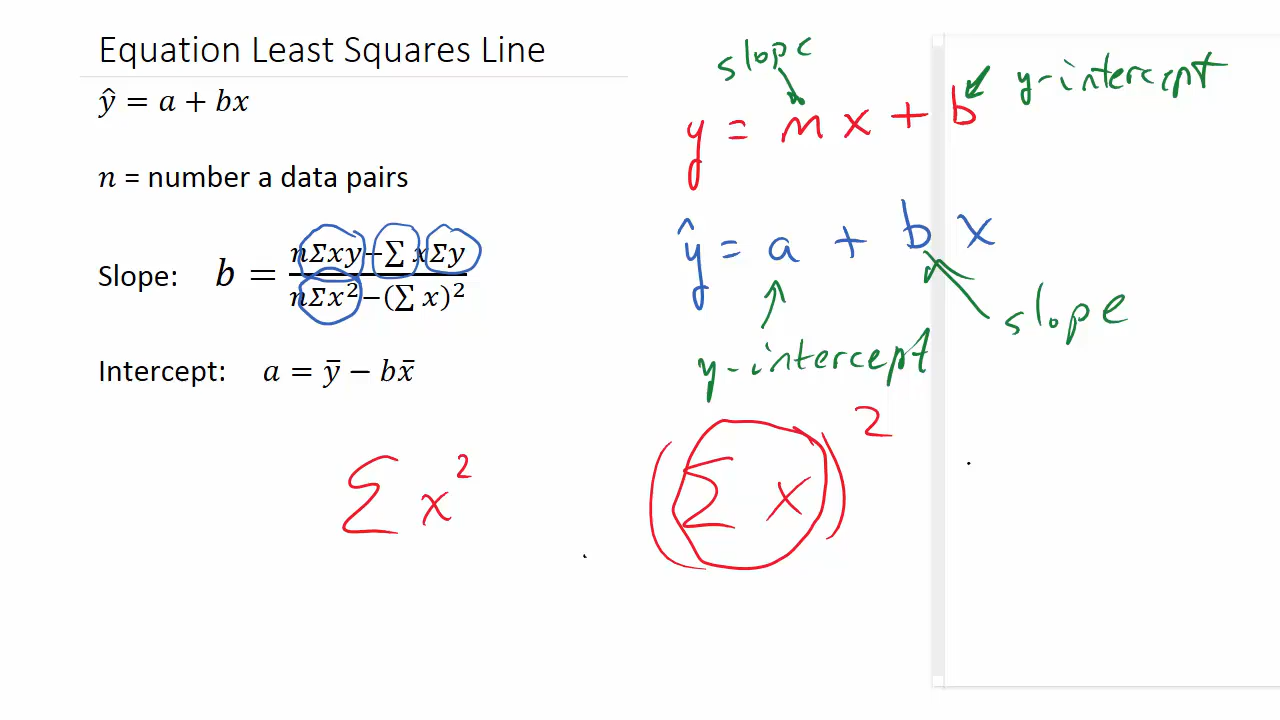 Equation Least Squares Line
ŷ = a + bx
n = number a data pairs
Slope: b = (nΣxy−∑xΣy)/(nΣx²−(∑x)²)
Intercept: a = ȳ − bx̄
slope
y-intercept
y = m x + b
ŷ = a + b x
slope
y-intercept
∑ x²
(∑ x)²